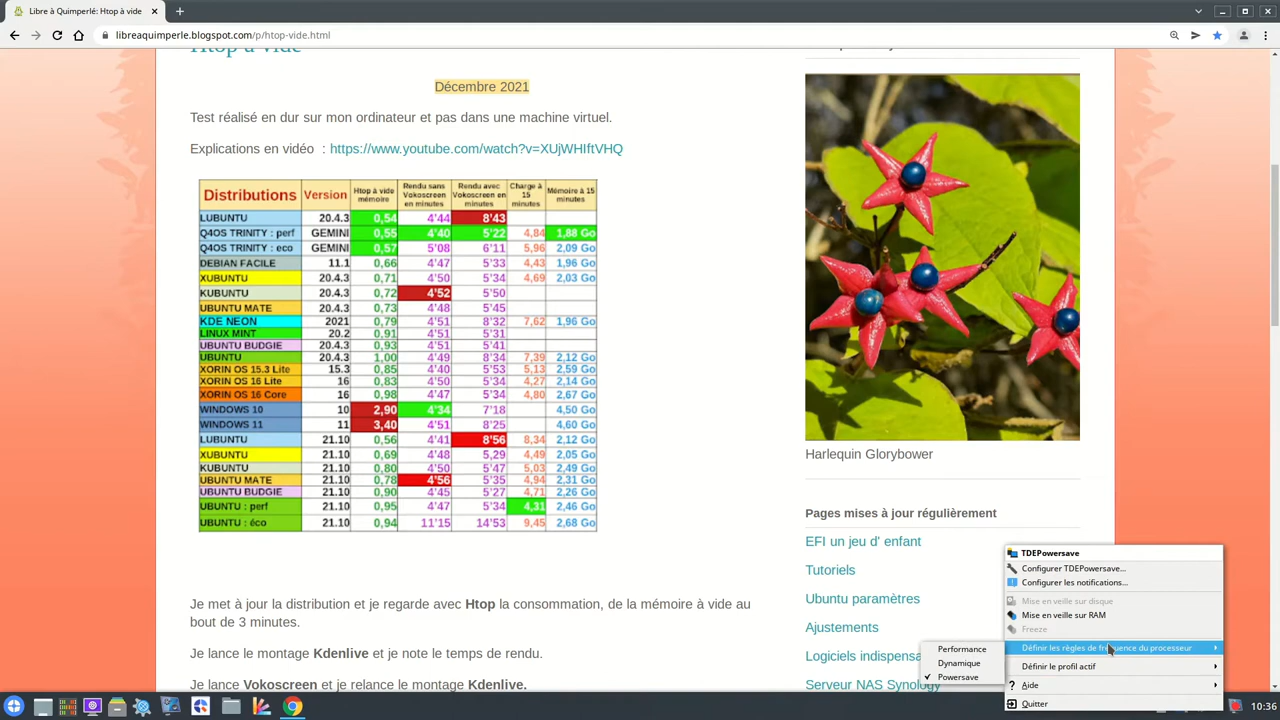 Libre à Quimperlé: Htop à vide
libreaquimperle.blogspot.com/p/htop-vide.html
Htop à vide
Décembre 2021
Test réalisé en dur sur mon ordinateur et pas dans une machine virtuel.
Explications en vidéo : https://www.youtube.com/watch?v=XUjWHIftVHQ
Distributions Version Htop à vide mémoire Rendu sans Vokoscreen en minutes Rendu avec Vokoscreen en minutes Charge à 15 minutes Mémoire à 15 minutes
LUBUNTU 20.4.3 0,54 4'44 8'43
Q4OS TRINITY : perf GEMINI 0,55 4'40 5'22 4,84 1,88 Go
Q4OS TRINITY : eco GEMINI 0,57 5'08 6'11 5,96 2,09 Go
DEBIAN FACILE 11.1 0,66 4'47 5'33 4,43 1,96 Go
XUBUNTU 20.4.3 0,71 4'50 5'34 4,69 2,03 Go
KUBUNTU 20.4.3 0,72 4'52 5'50
UBUNTU MATE 20.4.3 0,73 4'48 5'45
KDE NEON 2021 0,79 4'51 8'32 7,62 1,96 Go
LINUX MINT 20.2 0,91 4'51 5'31
UBUNTU BUDGIE 20.4.3 0,93 4'51 5'41
UBUNTU 20.4.3 1,00 4'49 8'34 7,39 2,12 Go
XORIN OS 15.3 Lite 15.3 0,85 4'40 5'53 5,13 2,59 Go
XORIN OS 16 Lite 16 0,83 4'50 5'34 4,27 2,14 Go
XORIN OS 16 Core 16 0,98 4'47 5'34 4,80 2,67 Go
WINDOWS 10 10 2,90 4'34 7'18 4,50 Go
WINDOWS 11 11 3,40 4'51 8'25 4,60 Go
LUBUNTU 21.10 0,56 4'41 8'56 8,34 2,12 Go
XUBUNTU 21.10 0,69 4'48 5,29 4,49 2,05 Go
KUBUNTU 21.10 0,80 4'50 5'47 5,03 2,49 Go
UBUNTU MATE 21.10 0,78 4'56 5'35 4,94 2,31 Go
UBUNTU BUDGIE 21.10 0,90 4'45 5'27 4,71 2,26 Go
UBUNTU : perf 21.10 0,95 4'47 5'34 4,31 2,46 Go
UBUNTU : éco 21.10 0,94 11'15 14'53 9,45 2,68 Go
Je met à jour la distribution et je regarde avec Htop la consommation, de la mémoire à vide au
bout de 3 minutes.
Je lance le montage Kdenlive et je note le temps de rendu.
Je lance Vokoscreen et je relance le montage Kdenlive.
Harlequin Glorybower
Pages mises à jour régulièrement
EFI un jeu d' enfant
Tutoriels
Ubuntu paramètres
Ajustements
Logiciels indispensa
Serveur NAS Synology
TDEPowersave
Configurer TDEPowersave...
Configurer les notifications...
Mise en veille sur disque
Mise en veille sur RAM
Freeze
Définir les règles de fréquence du processeur
Définir le profil actif
Aide
Quitter
Performance
Dynamique
Powersave
10:36